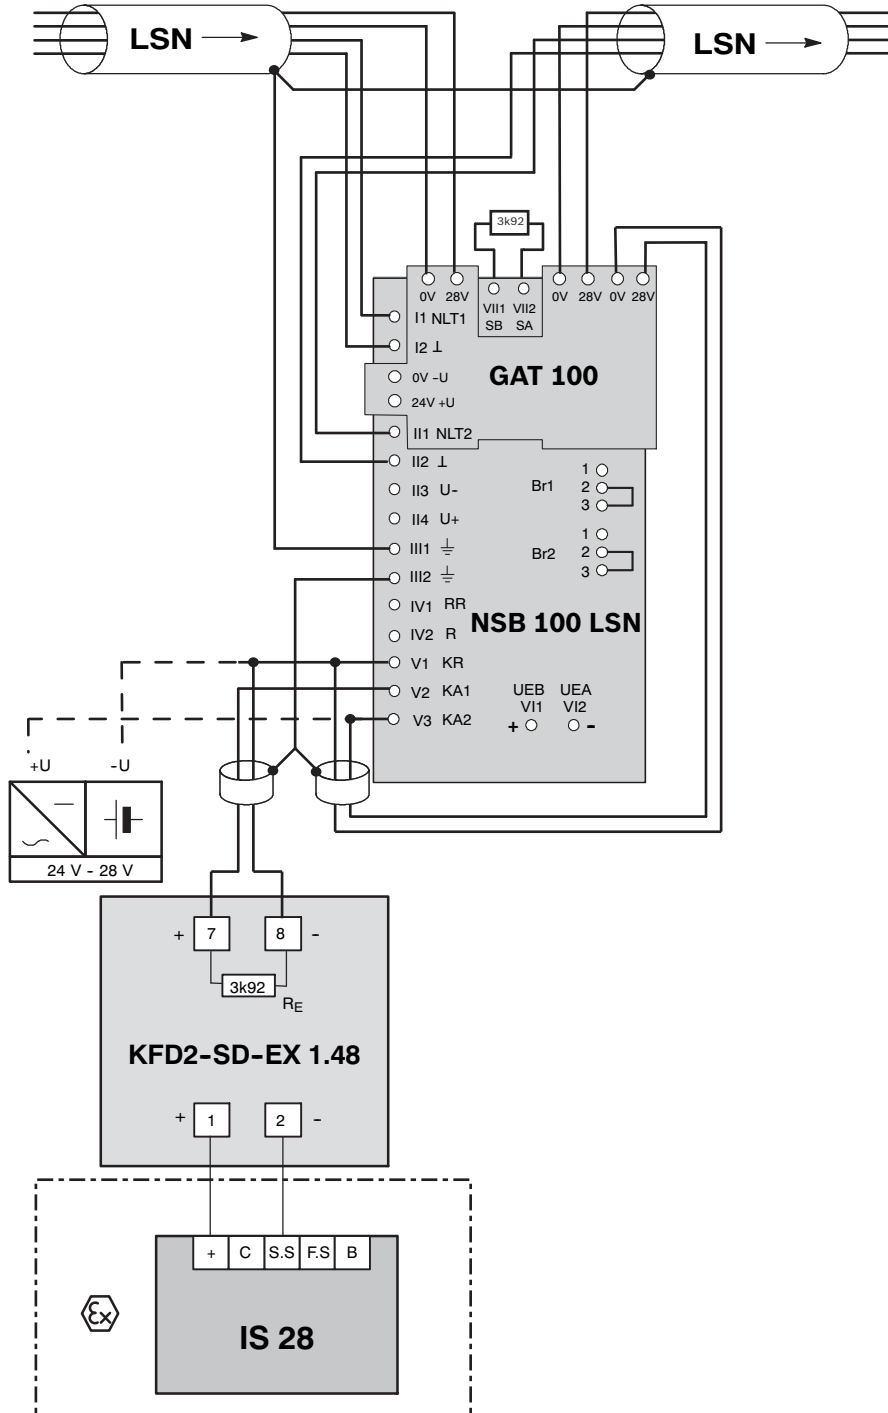 LSN
LSN
3k92
0V 28V
VII1 VII2
SB SA
0V 28V 0V 28V
I1 NLT1
I2 ⊥
0V -U
24V +U
GAT 100
II1 NLT2
II2 ⊥
II3 U-
II4 U+
III1
III2
IV1 RR
IV2 R
V1 KR
V2 KA1
V3 KA2
Br1
1
2
3
Br2
1
2
3
NSB 100 LSN
UEB UEA
VI1 VI2
+ -
+U -U
24 V - 28 V
+ 7 8 -
3k92
RE
KFD2-SD-EX 1.48
+ 1 2 -
+ C S.S F.S B
Ex
IS 28